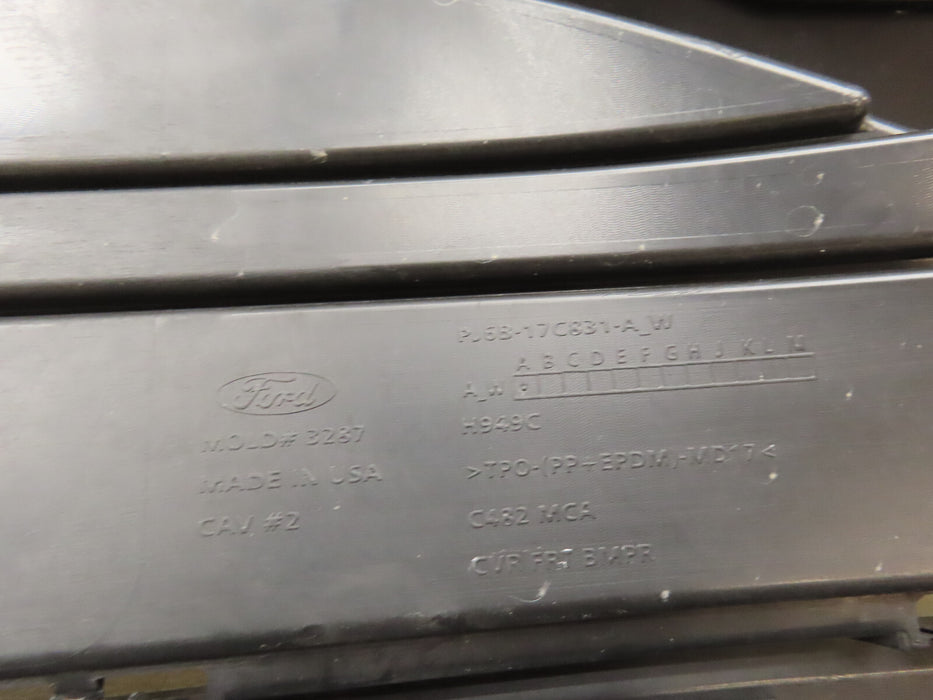 Ford
MOLD# 3287
MADE IN USA
CAV #2
PJ6B-17C831-A_W
A B C D E F G H J K L M
A_W
H949C
>TPO-(PP+EPDM)-MD17<
C482 MCA
CVR FRT BMPR